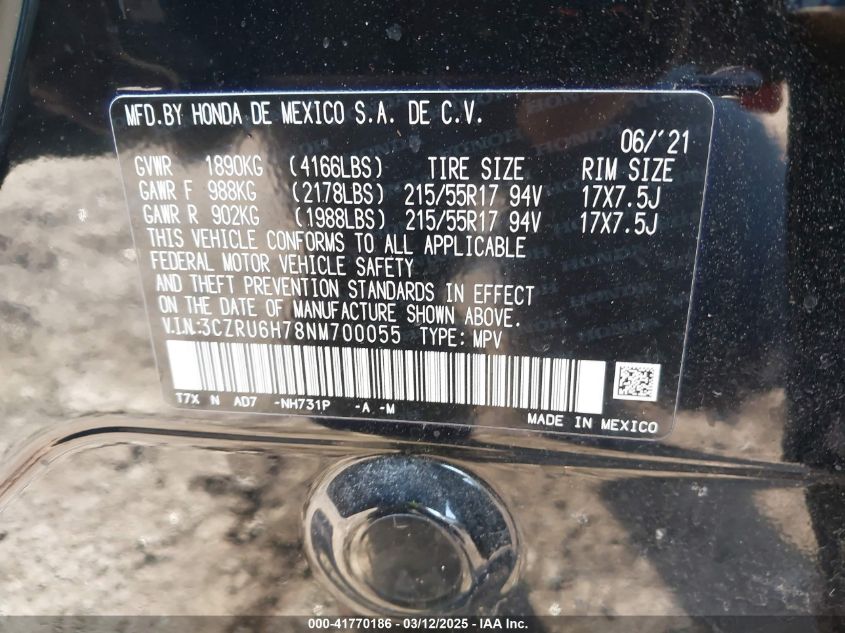 MFD.BY HONDA DE MEXICO S.A. DE C.V.
06/'21
GVWR 1890KG (4166LBS) TIRE SIZE RIM SIZE
GAWR F 988KG (2178LBS) 215/55R17 94V 17X7.5J
GAWR R 902KG (1988LBS) 215/55R17 94V 17X7.5J
THIS VEHICLE CONFORMS TO ALL APPLICABLE
FEDERAL MOTOR VEHICLE SAFETY
AND THEFT PREVENTION STANDARDS IN EFFECT
ON THE DATE OF MANUFACTURE SHOWN ABOVE.
V.I.N:3CZRU6H78NM700055 TYPE: MPV
T7X N AD7 -NH731P -A -M
MADE IN MEXICO
000-41770186 - 03/12/2025 - IAA Inc.